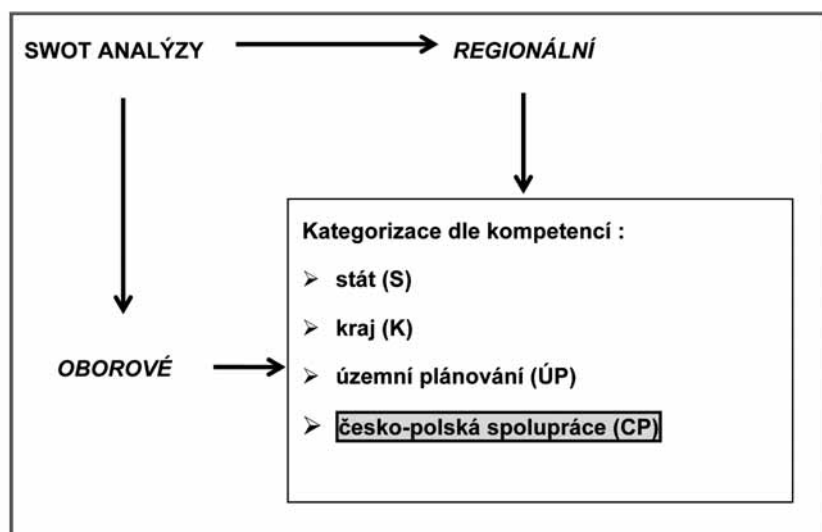 SWOT ANALÝZY
REGIONÁLNÍ
Kategorizace dle kompetencí :
➢ stát (S)
➢ kraj (K)
➢ územní plánování (ÚP)
➢ česko-polská spolupráce (CP)
OBOROVÉ